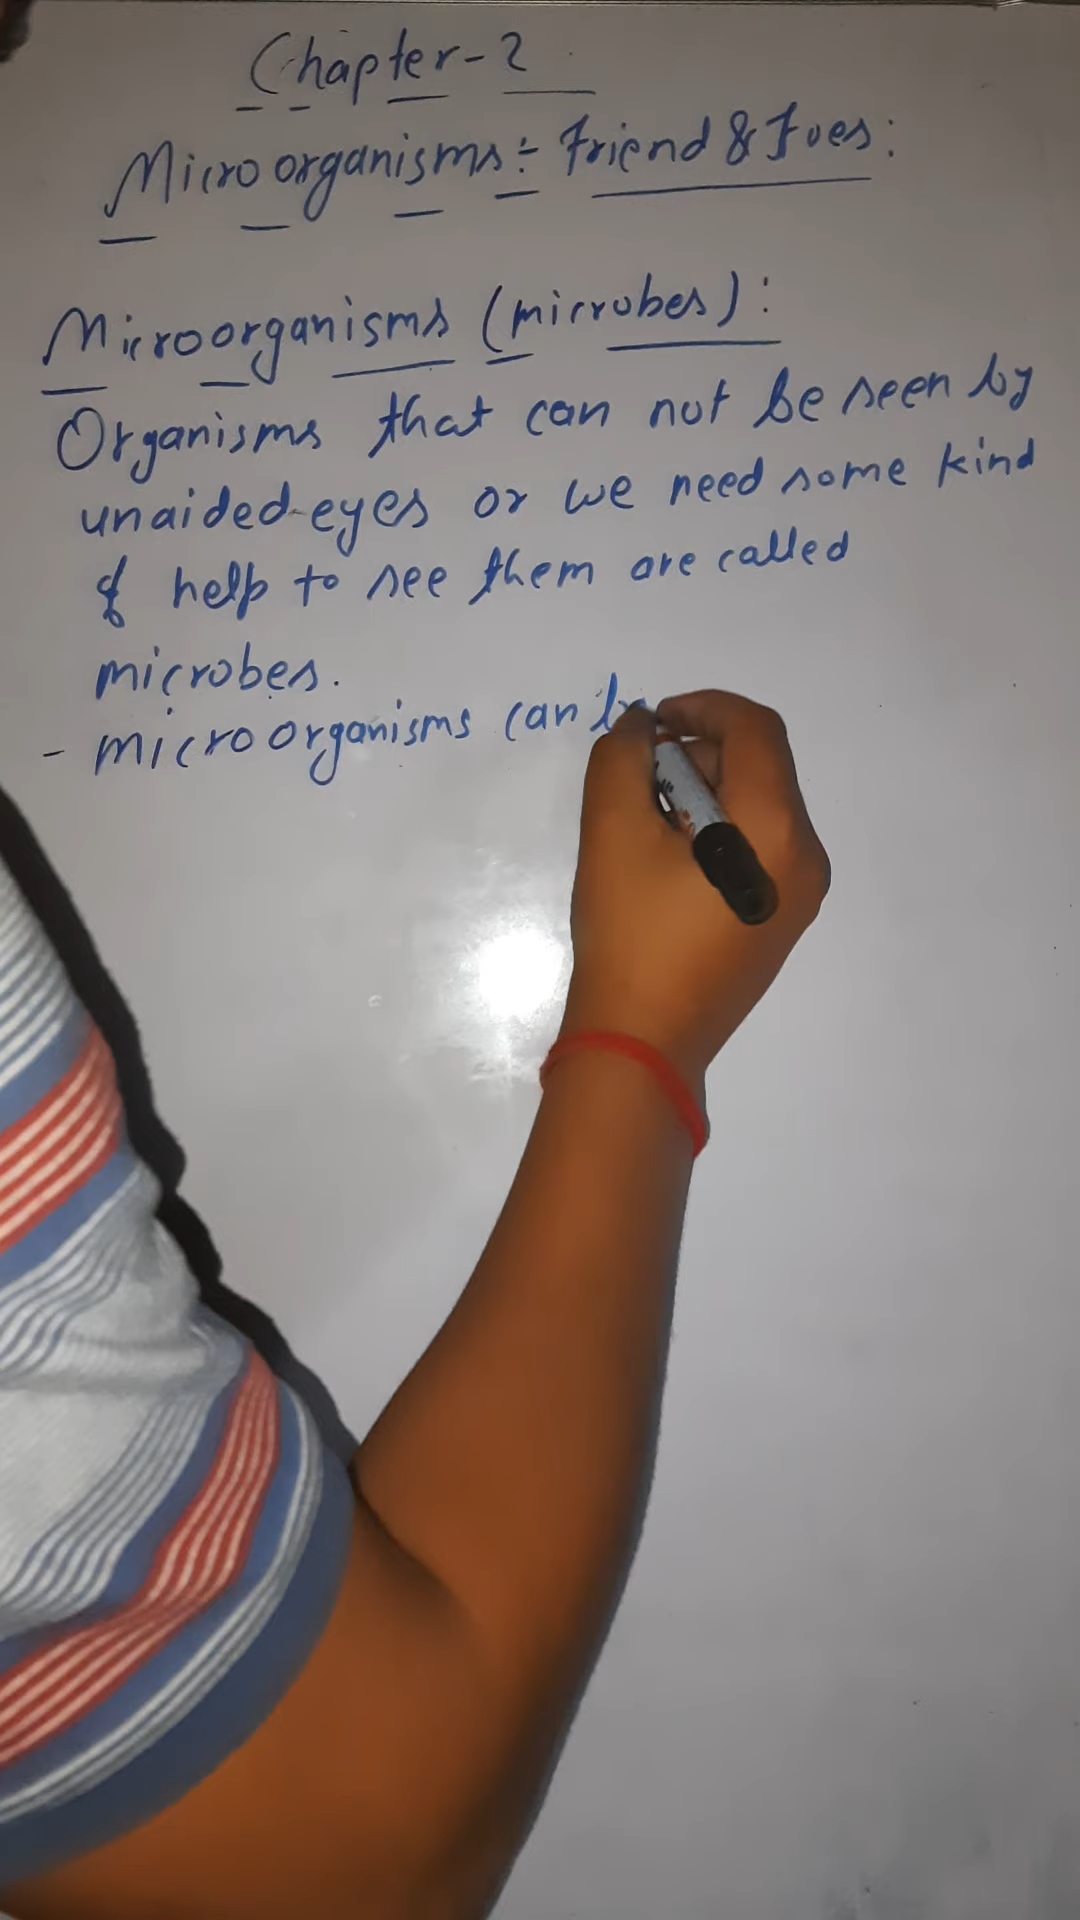 Chapter-2
Microorganisms:- Friend & Foes:
Microorganisms (microbes):
Organisms that can not be seen by
unaided eyes or we need some kind
of help to see them are called
microbes.
- microorganisms can